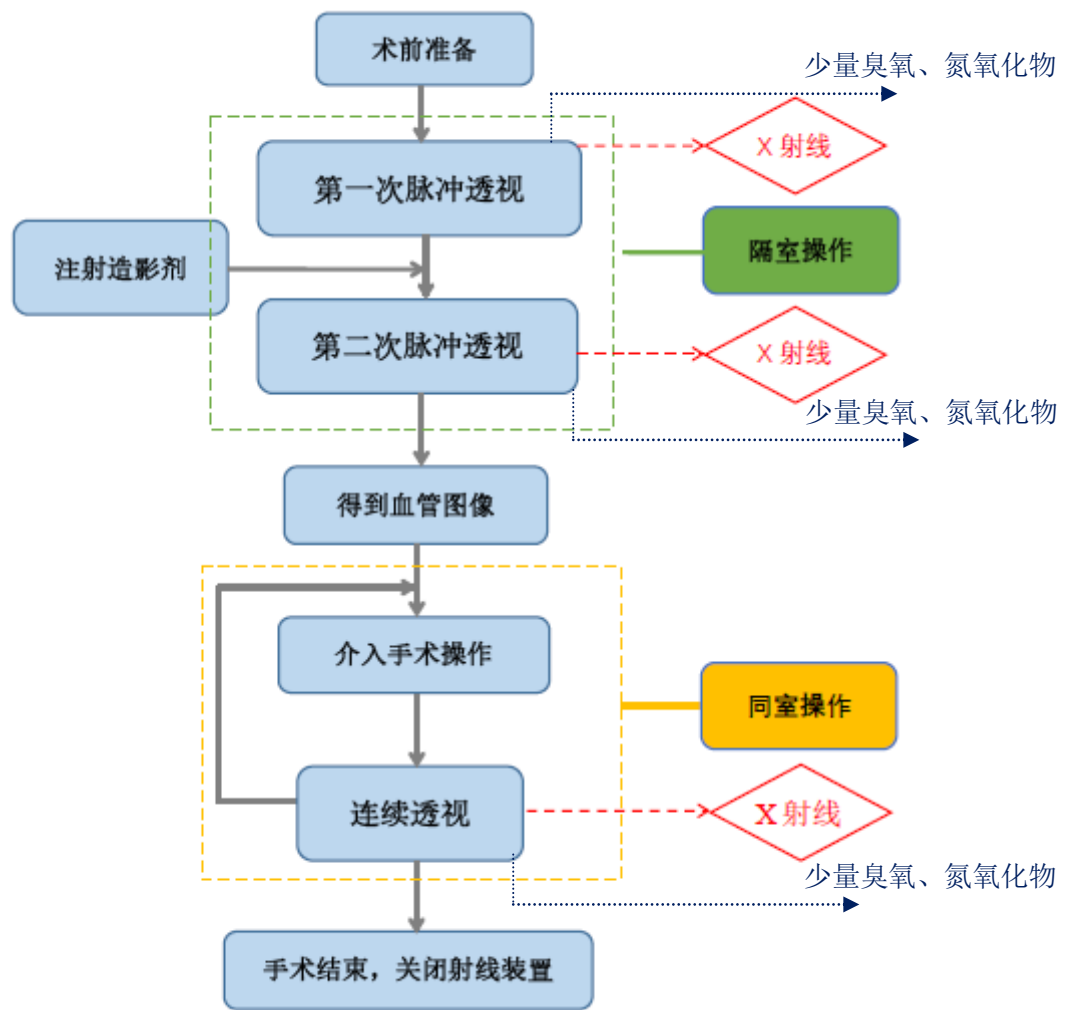 术前准备
少量臭氧、氮氧化物
X 射线
第一次脉冲透视
注射造影剂
隔室操作
第二次脉冲透视
X 射线
少量臭氧、氮氧化物
得到血管图像
介入手术操作
同室操作
连续透视
X 射线
少量臭氧、氮氧化物
手术结束，关闭射线装置